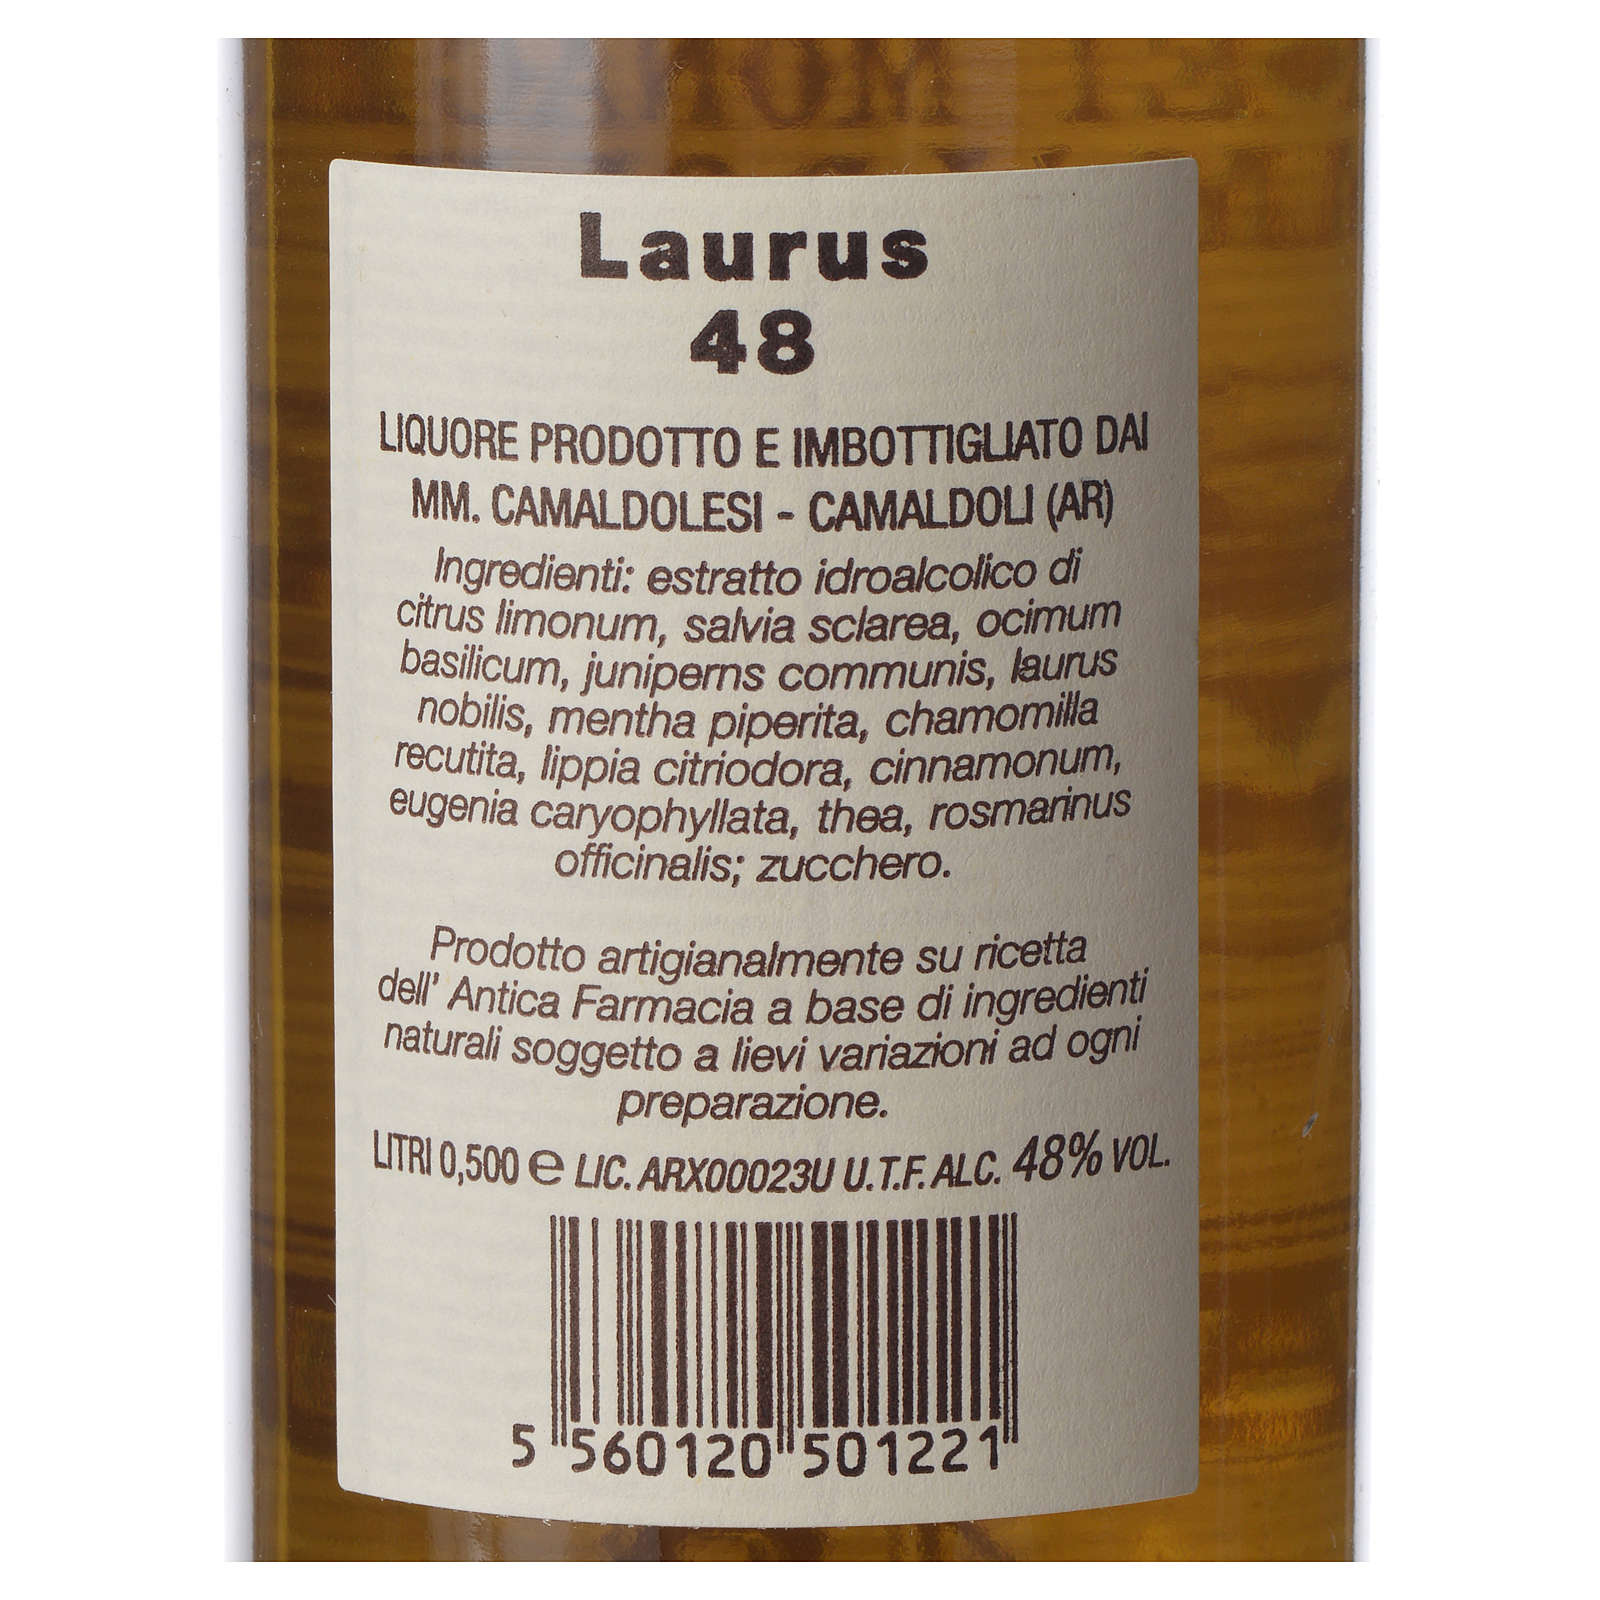 Laurus
48
LIQUORE PRODOTTO E IMBOTTIGLIATO DAI
MM. CAMALDOLESI - CAMALDOLI (AR)
Ingredienti: estratto idroalcolico di
citrus limonum, salvia sclarea, ocimum
basilicum, juniperns communis, laurus
nobilis, mentha piperita, chamomilla
recutita, lippia citriodora, cinnamonum,
eugenia caryophyllata, thea, rosmarinus
officinalis; zucchero.
Prodotto artigianalmente su ricetta
dell' Antica Farmacia a base di ingredienti
naturali soggetto a lievi variazioni ad ogni
preparazione.
LITRI 0,500 e LIC. ARX00023U U.T.F. ALC. 48% VOL.
5 560120 501221